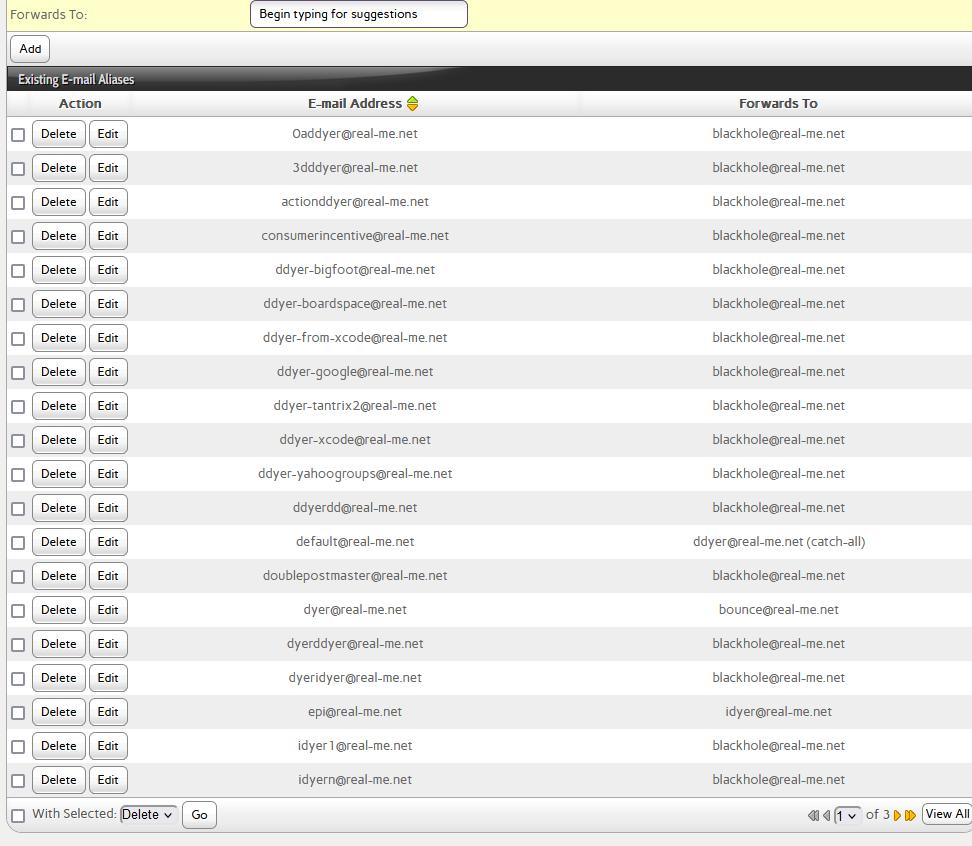 Forwards To: Begin typing for suggestions
Add
Existing E-mail Aliases
Action E-mail Address Forwards To
Delete Edit 0addyer@real-me.net blackhole@real-me.net
Delete Edit 3dddyer@real-me.net blackhole@real-me.net
Delete Edit actionddyer@real-me.net blackhole@real-me.net
Delete Edit consumerincentive@real-me.net blackhole@real-me.net
Delete Edit ddyer-bigfoot@real-me.net blackhole@real-me.net
Delete Edit ddyer-boardspace@real-me.net blackhole@real-me.net
Delete Edit ddyer-from-xcode@real-me.net blackhole@real-me.net
Delete Edit ddyer-google@real-me.net blackhole@real-me.net
Delete Edit ddyer-tantrix2@real-me.net blackhole@real-me.net
Delete Edit ddyer-xcode@real-me.net blackhole@real-me.net
Delete Edit ddyer-yahoogroups@real-me.net blackhole@real-me.net
Delete Edit ddyerdd@real-me.net blackhole@real-me.net
Delete Edit default@real-me.net ddyer@real-me.net (catch-all)
Delete Edit doublepostmaster@real-me.net blackhole@real-me.net
Delete Edit dyer@real-me.net bounce@real-me.net
Delete Edit dyerddyer@real-me.net blackhole@real-me.net
Delete Edit dyeridyer@real-me.net blackhole@real-me.net
Delete Edit epi@real-me.net idyer@real-me.net
Delete Edit idyer1@real-me.net blackhole@real-me.net
Delete Edit idyern@real-me.net blackhole@real-me.net
With Selected: Delete Go 1 of 3 View All